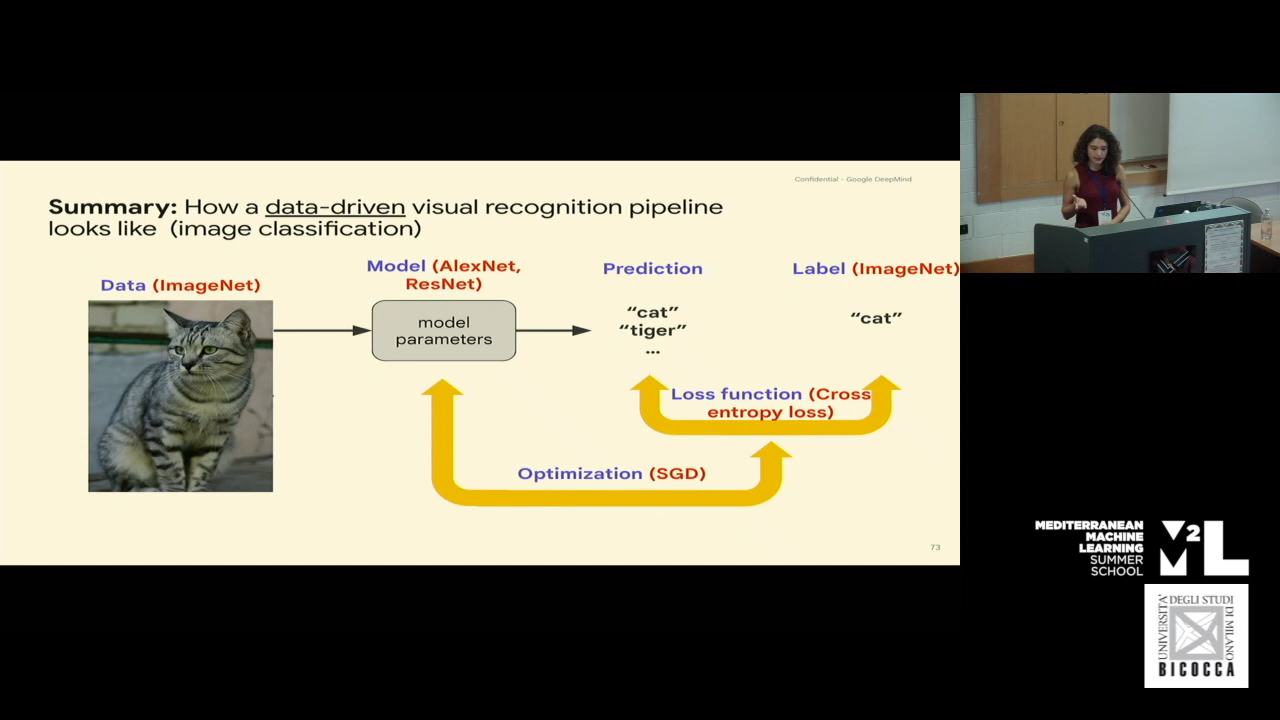 Confidential - Google DeepMind
Summary: How a data-driven visual recognition pipeline
looks like (image classification)
Data (ImageNet)
Model (AlexNet,
ResNet)
Prediction
Label (ImageNet)
model
parameters
“cat”
“tiger”
...
“cat”
Loss function (Cross
entropy loss)
Optimization (SGD)
73
MEDITERRANEAN
MACHINE
LEARNING
SUMMER
SCHOOL
M2L
UNIVERSITÀ
DEGLI STUDI
DI MILANO
BICOCCA